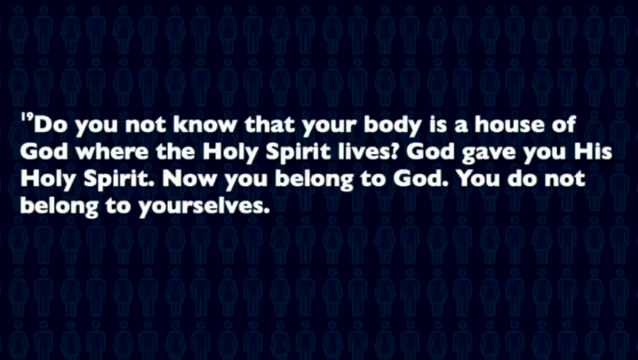 ¹⁹Do you not know that your body is a house of
God where the Holy Spirit lives? God gave you His
Holy Spirit. Now you belong to God. You do not
belong to yourselves.